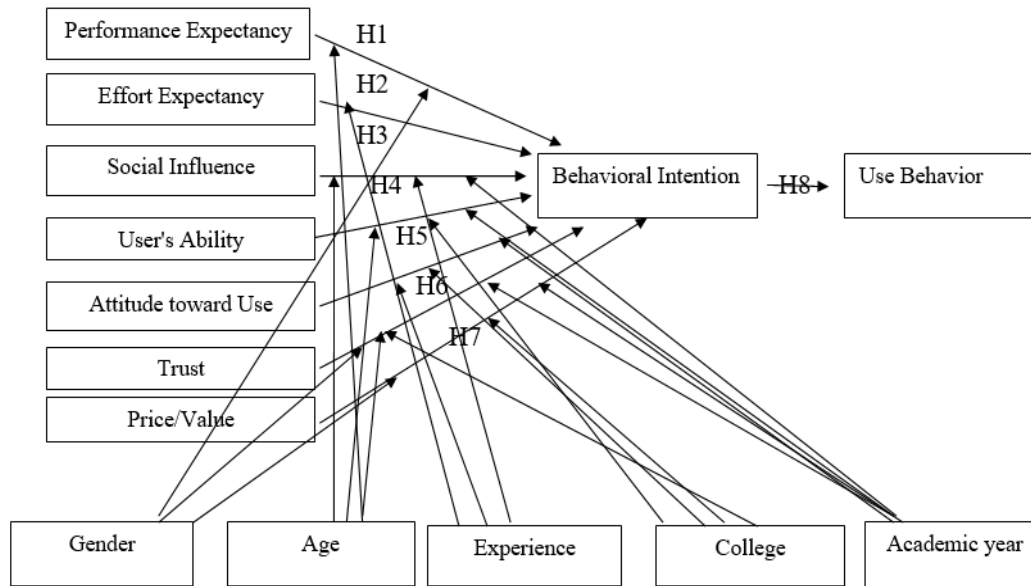 Performance Expectancy
H1
Effort Expectancy
H2
H3
Social Influence
H4
Behavioral Intention
H8
Use Behavior
User's Ability
H5
Attitude toward Use
H6
H7
Trust
Price/Value
Gender
Age
Experience
College
Academic year